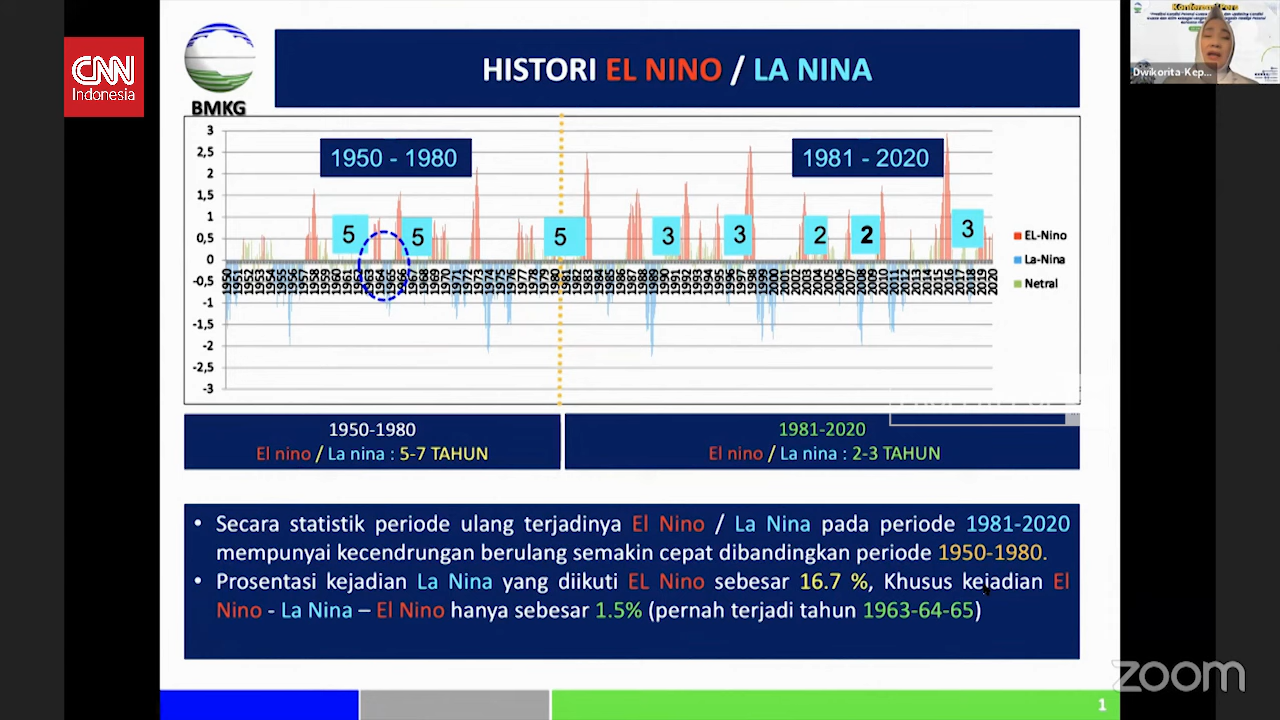 CNN
Indonesia
BMKG
HISTORI EL NINO / LA NINA
Dwikorita-Kep...
1950 - 1980
1981 - 2020
3
2,5
2
1,5
1
0,5
0
-0,5
-1
-1,5
-2
-2,5
-3
5
5
5
3
3
2
2
3
EL-Nino
La-Nina
Netral
1950-1980
El nino / La nina : 5-7 TAHUN
1981-2020
El nino / La nina : 2-3 TAHUN
• Secara statistik periode ulang terjadinya El Nino / La Nina pada periode 1981-2020
mempunyai kecendrungan berulang semakin cepat dibandingkan periode 1950-1980.
• Prosentasi kejadian La Nina yang diikuti EL Nino sebesar 16.7 %, Khusus kejadian El
Nino - La Nina – El Nino hanya sebesar 1.5% (pernah terjadi tahun 1963-64-65)
zoom
1